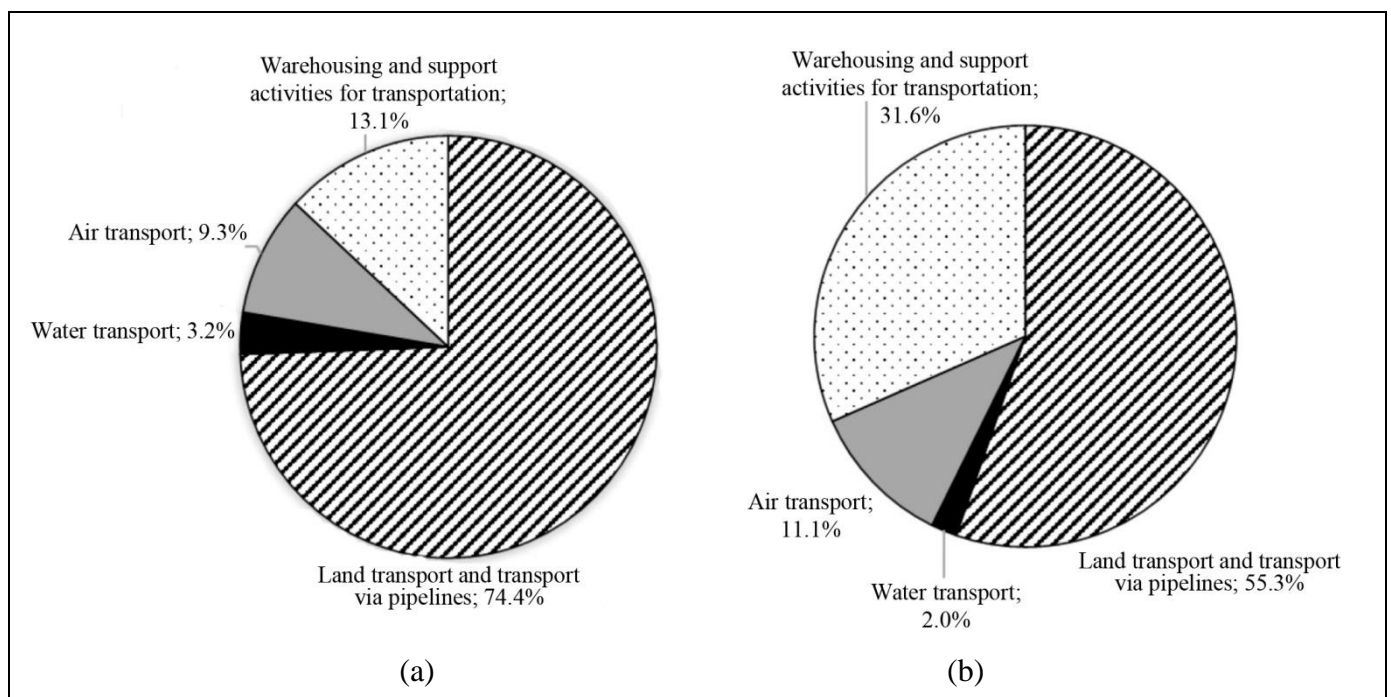 Warehousing and support
activities for transportation;
13.1%
Air transport; 9.3%
Water transport; 3.2%
Land transport and transport
via pipelines; 74.4%
(a)
Warehousing and support
activities for transportation;
31.6%
Air transport;
11.1%
Water transport;
2.0%
Land transport and transport
via pipelines; 55.3%
(b)